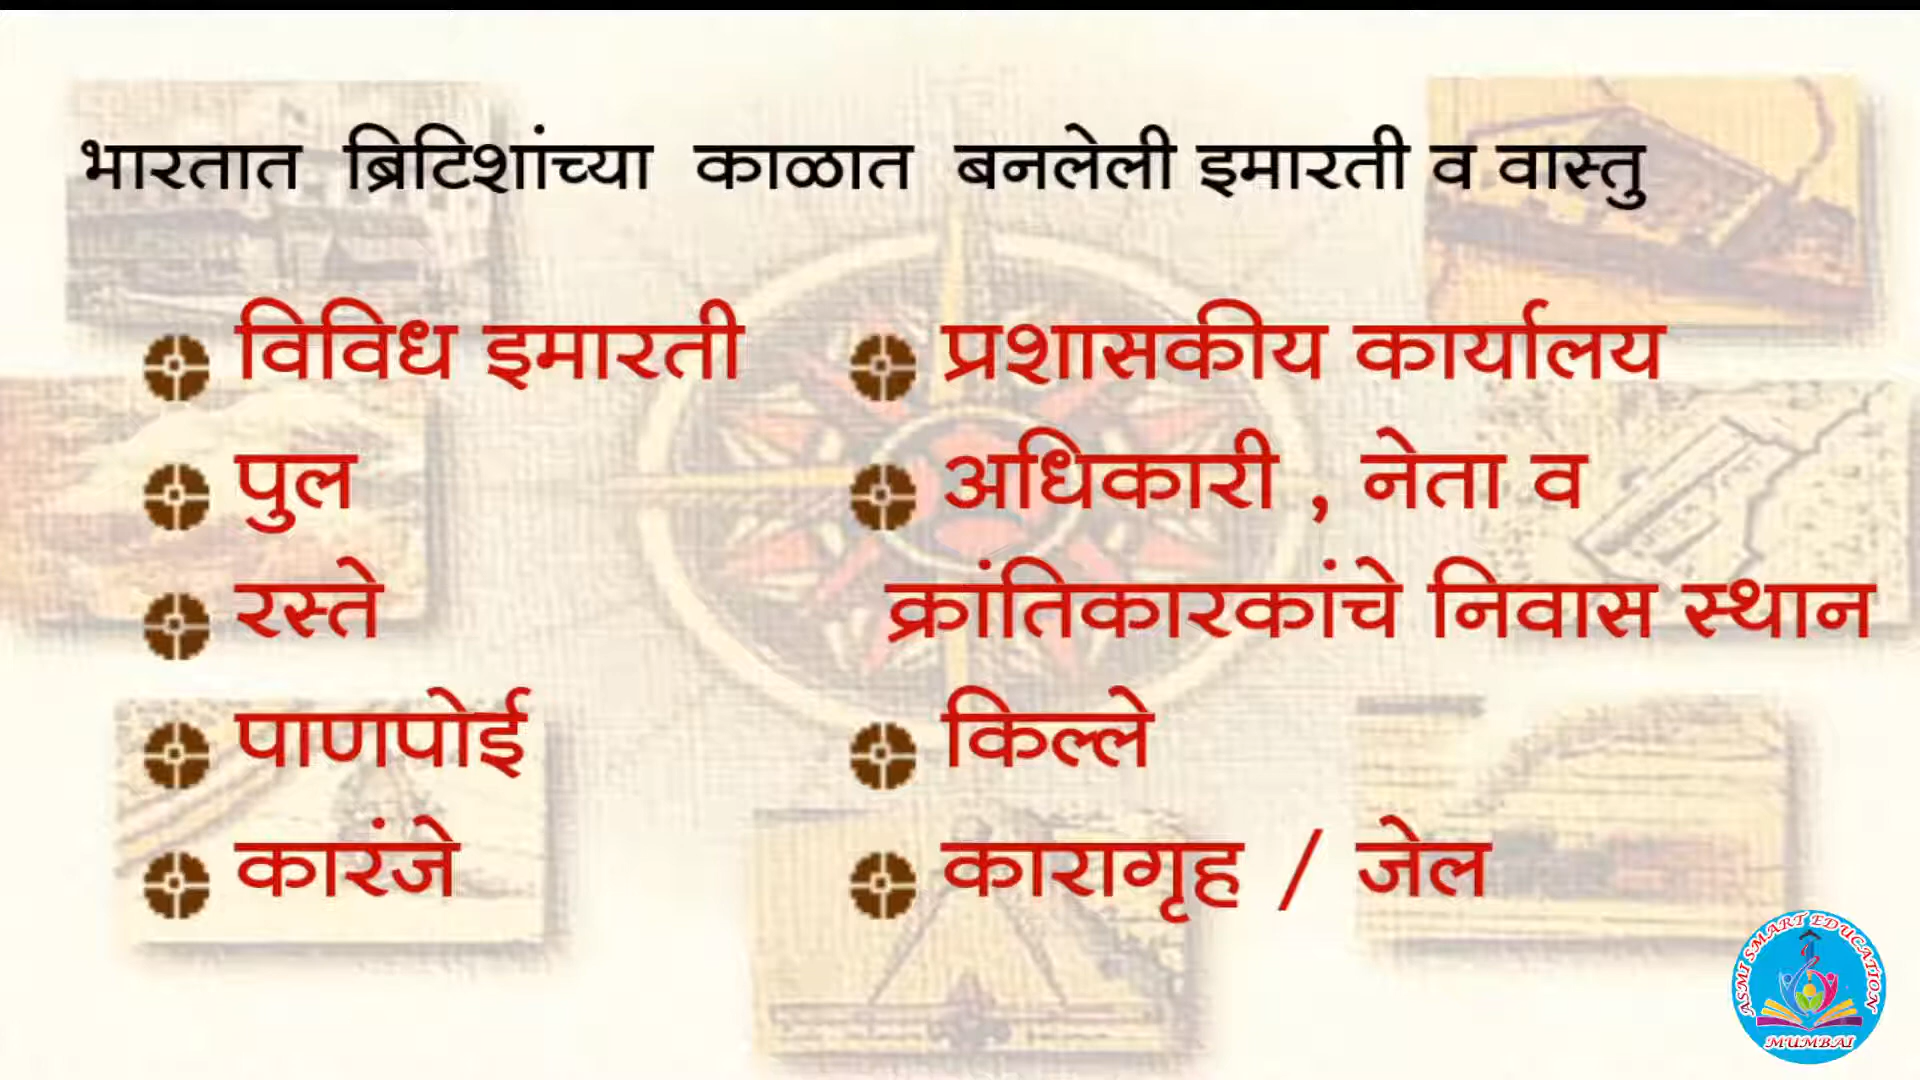 भारतात ब्रिटिशांच्या काळात बनलेली इमारती व वास्तु
विविध इमारती
पुल
रस्ते
पाणपोई
कारंजे
प्रशासकीय कार्यालय
अधिकारी , नेता व
क्रांतिकारकांचे निवास स्थान
किल्ले
कारागृह / जेल
ASMI SMART EDUCATION
MUMBAI